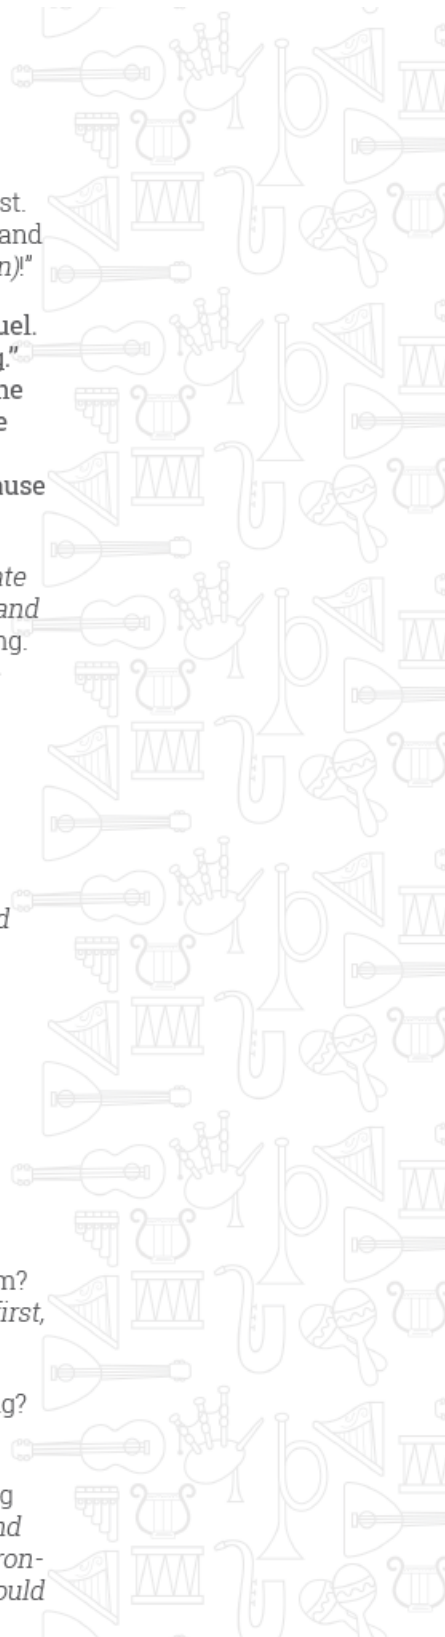 st.
and
n)!"
uel.
g."
he
e
ause
ate
and
ng.
d
m?
first,
g?
g
nd
ron-
ould